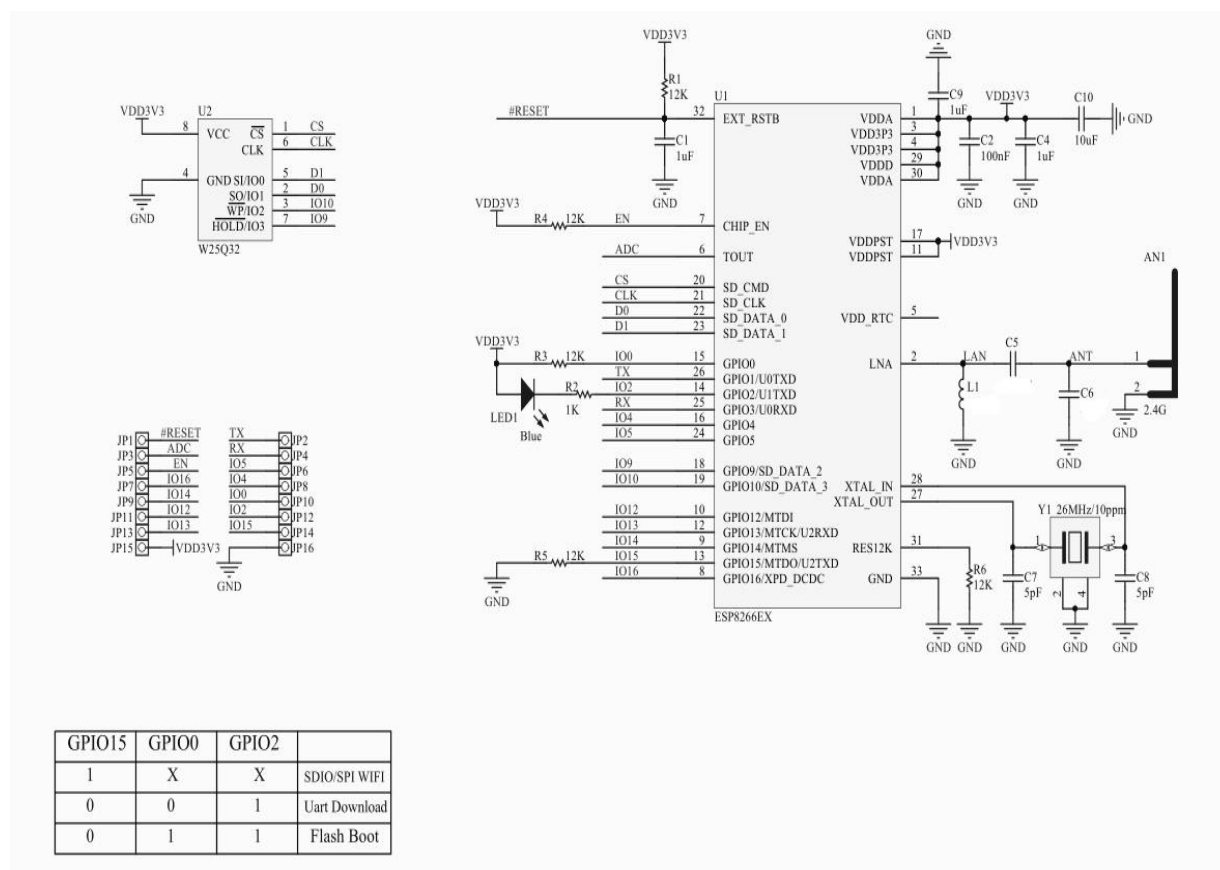 VDD3V3
U2
8
VCC
CS
1
CS
CLK
6
CLK
4
GND
SI/IO0
5
D1
SO/IO1
2
D0
WP/IO2
3
IO10
HOLD/IO3
7
IO9
GND
W25Q32
VDD3V3
R1
12K
#RESET
C1
1uF
GND
U1
32
EXT_RSTB
VDD3V3
R4
12K
EN
7
CHIP_EN
ADC
6
TOUT
CS
20
SD_CMD
CLK
21
SD_CLK
D0
22
SD_DATA_0
D1
23
SD_DATA_1
VDD3V3
R3
12K
IO0
15
GPIO0
TX
26
GPIO1/U0TXD
LED1
Blue
R2
1K
IO2
14
GPIO2/U1TXD
RX
25
GPIO3/U0RXD
IO4
16
GPIO4
IO5
24
GPIO5
IO9
18
GPIO9/SD_DATA_2
IO10
19
GPIO10/SD_DATA_3
IO12
10
GPIO12/MTDI
IO13
12
GPIO13/MTCK/U2RXD
IO14
9
GPIO14/MTMS
R5
12K
IO15
13
GPIO15/MTDO/U2TXD
IO16
8
GPIO16/XPD_DCDC
GND
ESP8266EX
GND
C9
1uF
VDD3V3
C10
10uF
GND
VDDA
1
VDD3P3
3
VDD3P3
4
VDDD
29
VDDA
30
C2
100nF
GND
C4
1uF
GND
VDDPST
17
VDD3V3
VDDPST
11
VDD_RTC
5
LNA
2
LAN
C5
ANT
L1
GND
C6
GND
AN1
1
2
2.4G
GND
XTAL_IN
28
XTAL_OUT
27
Y1 26MHz/10ppm
1
3
2
4
RES12K
31
R6
12K
GND
33
C7
5pF
C8
5pF
GND
GND
GND
GND
GND
JP1
#RESET
JP3
ADC
JP5
EN
JP7
IO16
JP9
IO14
JP11
IO12
JP13
IO13
JP15
VDD3V3
TX
JP2
RX
JP4
IO5
JP6
IO4
JP8
IO0
JP10
IO2
JP12
IO15
JP14
JP16
GND
GPIO15 GPIO0 GPIO2
1 X X SDIO/SPI WIFI
0 0 1 Uart Download
0 1 1 Flash Boot